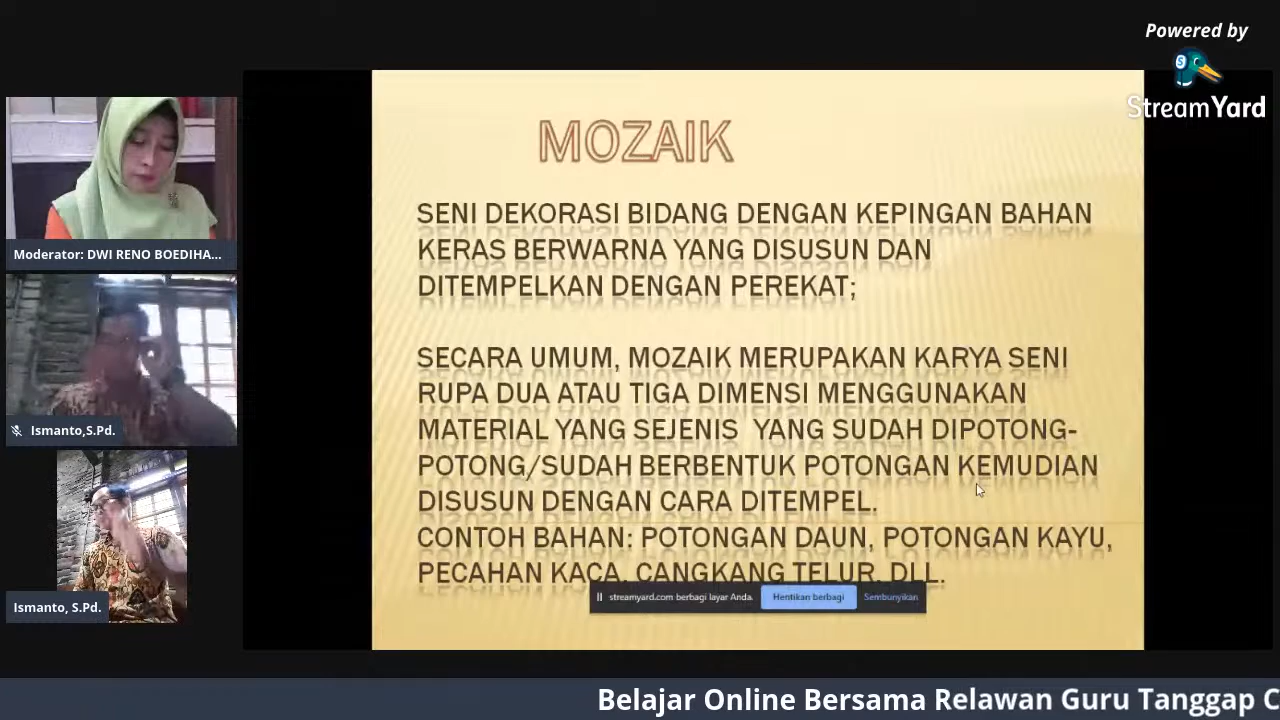 Powered by
StreamYard
MOZAIK
SENI DEKORASI BIDANG DENGAN KEPINGAN BAHAN
KERAS BERWARNA YANG DISUSUN DAN
DITEMPELKAN DENGAN PEREKAT;
SECARA UMUM, MOZAIK MERUPAKAN KARYA SENI
RUPA DUA ATAU TIGA DIMENSI MENGGUNAKAN
MATERIAL YANG SEJENIS YANG SUDAH DIPOTONG-
POTONG/SUDAH BERBENTUK POTONGAN KEMUDIAN
DISUSUN DENGAN CARA DITEMPEL.
CONTOH BAHAN: POTONGAN DAUN, POTONGAN KAYU,
PECAHAN KACA, CANGKANG TELUR, DLL.
streamyard.com berbagi layar Anda. Hentikan berbagi Sembunyikan
Moderator: DWI RENO BOEDIHA...
Ismanto,S.Pd.
Ismanto, S.Pd.
Belajar Online Bersama Relawan Guru Tanggap C